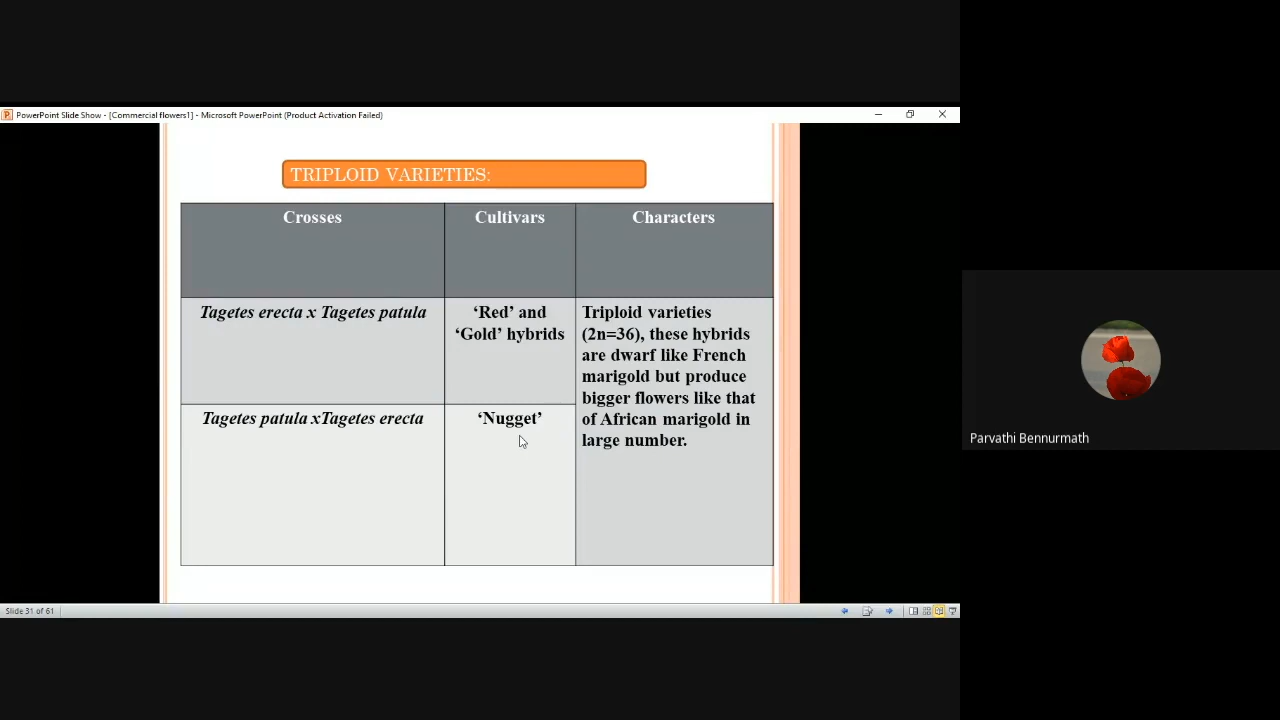 PowerPoint Slide Show - [Commercial flowers1] - Microsoft PowerPoint (Product Activation Failed)
TRIPLOID VARIETIES:
Crosses
Cultivars
Characters
Tagetes erecta x Tagetes patula
‘Red’ and
‘Gold’ hybrids
Triploid varieties
(2n=36), these hybrids
are dwarf like French
marigold but produce
bigger flowers like that
of African marigold in
large number.
Tagetes patula xTagetes erecta
‘Nugget’
Parvathi Bennurmath
Slide 31 of 61